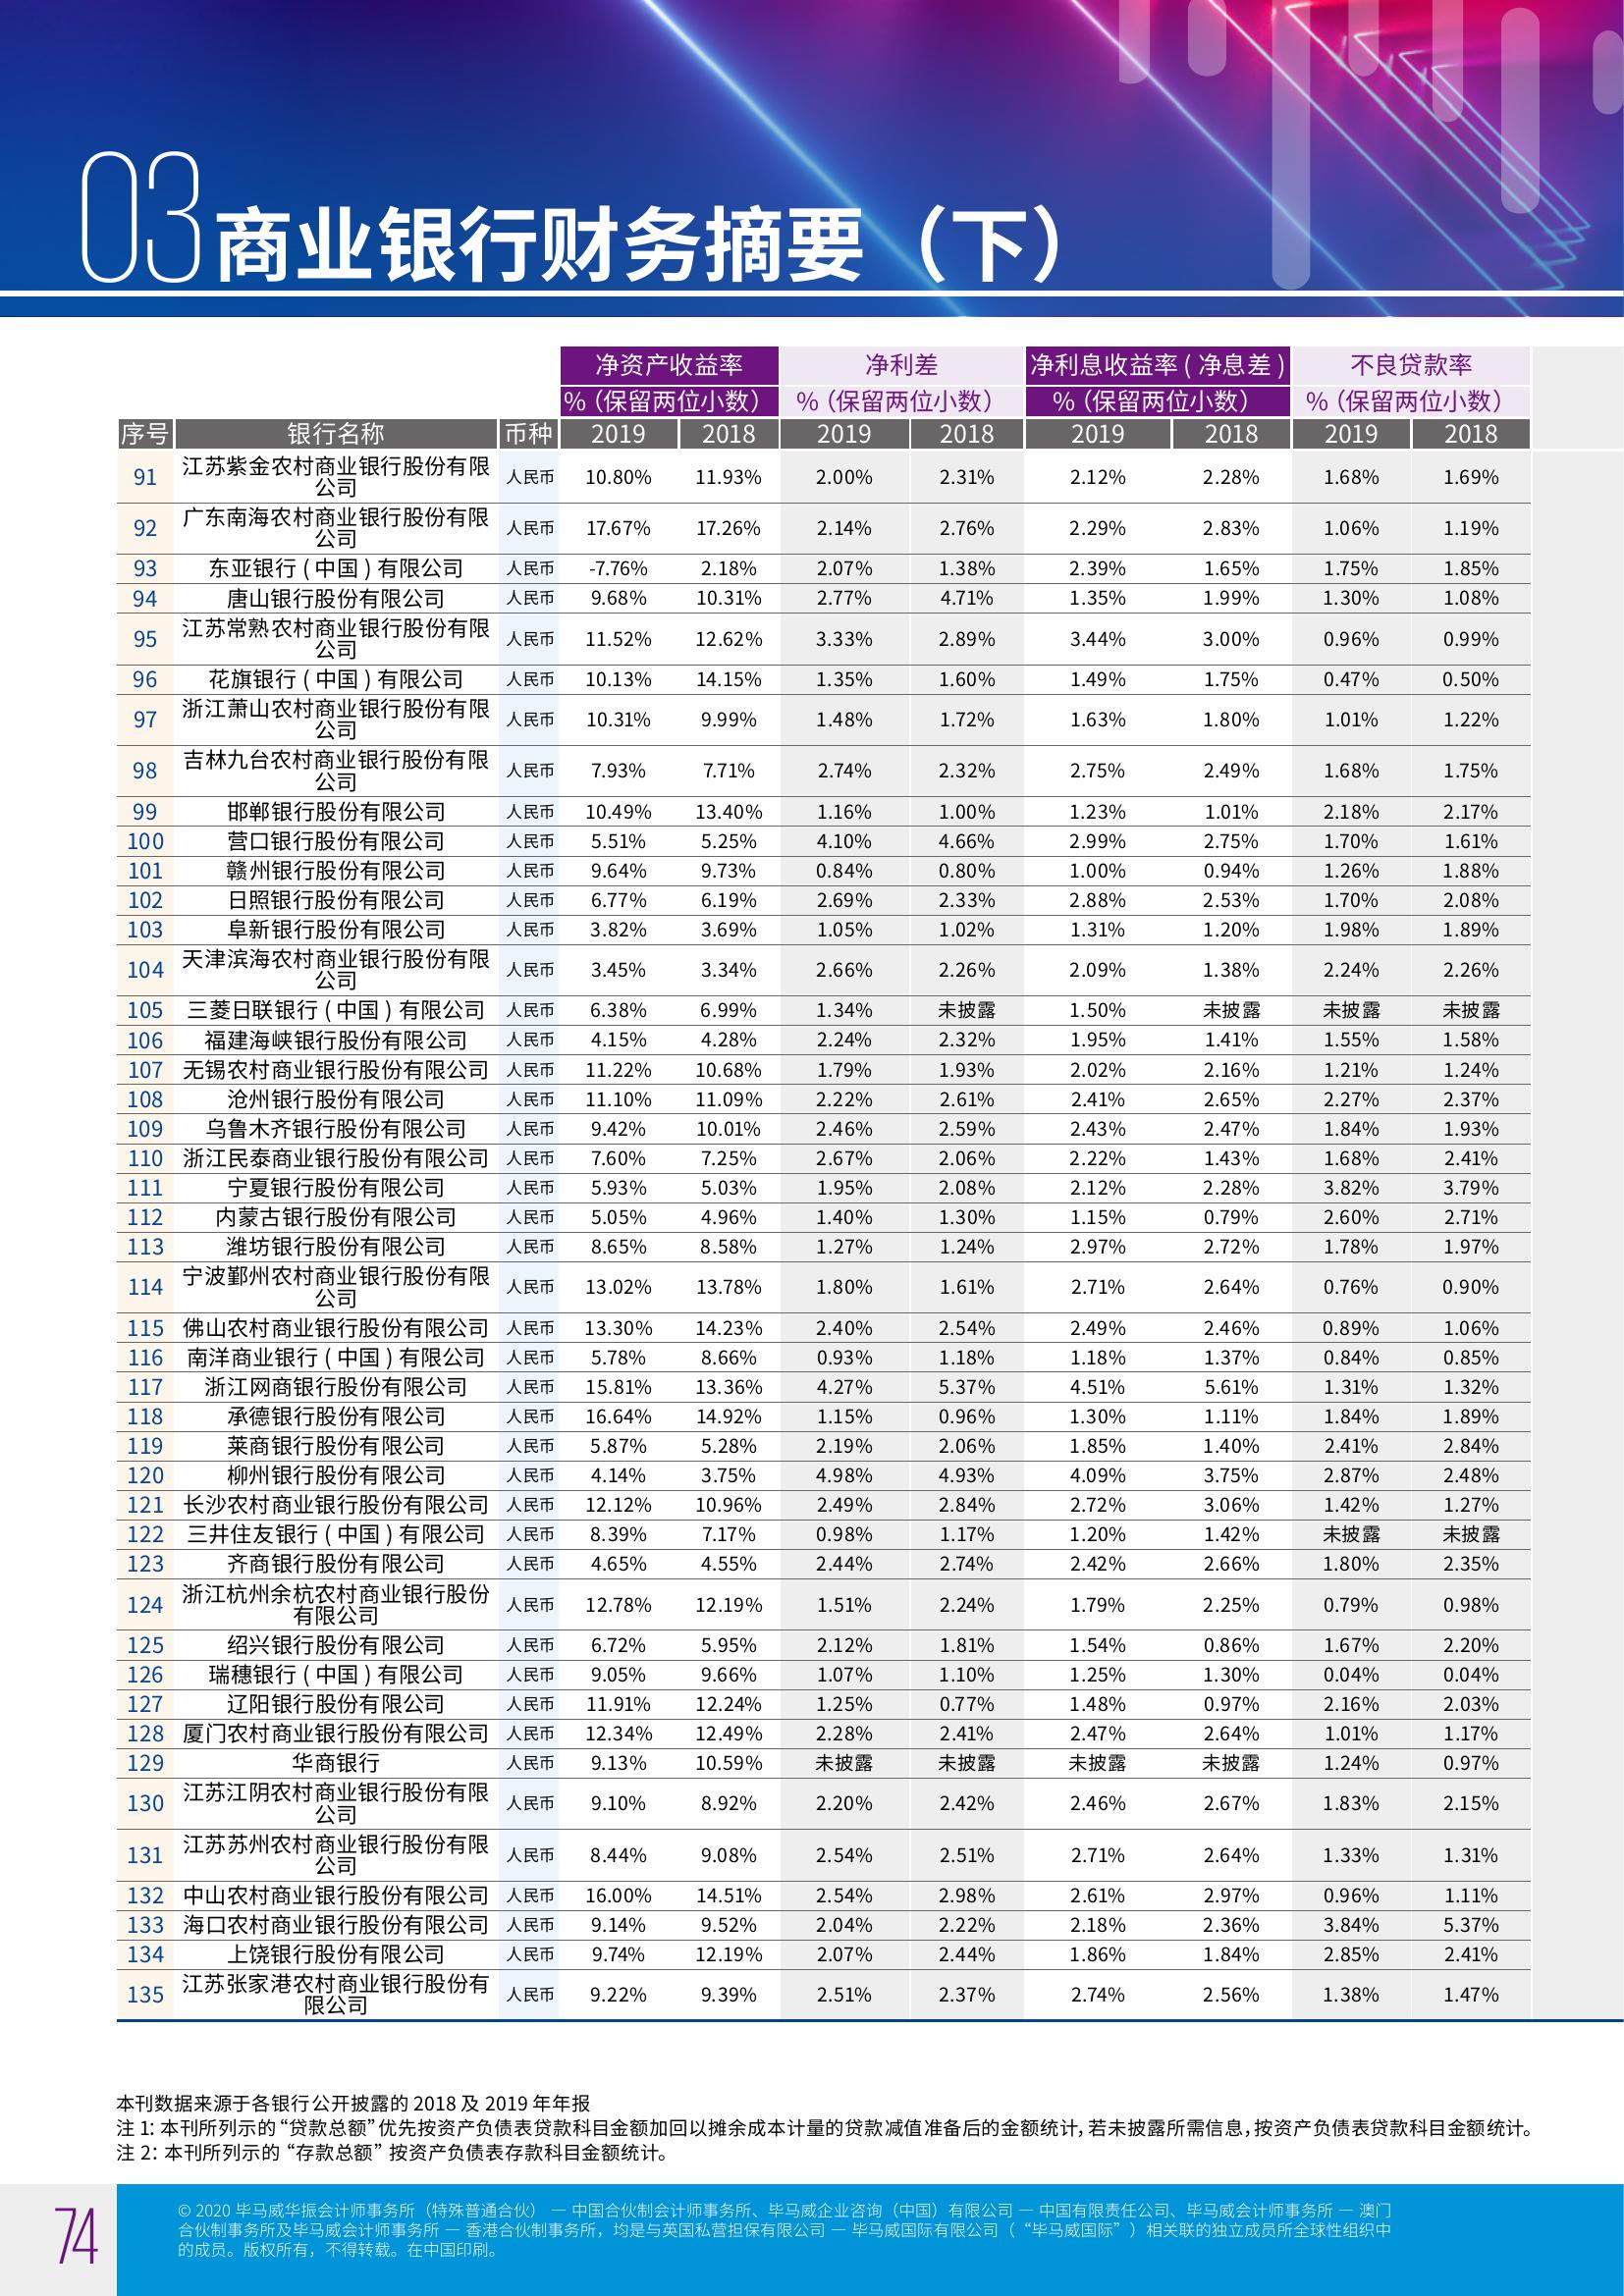 03 商业银行财务摘要（下）
净资产收益率 净利差 净利息收益率 ( 净息差 ) 不良贷款率
%（保留两位小数） %（保留两位小数） %（保留两位小数） %（保留两位小数）
序号 银行名称 币种 2019 2018 2019 2018 2019 2018 2019 2018
91 江苏紫金农村商业银行股份有限公司 人民币 10.80% 11.93% 2.00% 2.31% 2.12% 2.28% 1.68% 1.69%
92 广东南海农村商业银行股份有限公司 人民币 17.67% 17.26% 2.14% 2.76% 2.29% 2.83% 1.06% 1.19%
93 东亚银行 ( 中国 ) 有限公司 人民币 -7.76% 2.18% 2.07% 1.38% 2.39% 1.65% 1.75% 1.85%
94 唐山银行股份有限公司 人民币 9.68% 10.31% 2.77% 4.71% 1.35% 1.99% 1.30% 1.08%
95 江苏常熟农村商业银行股份有限公司 人民币 11.52% 12.62% 3.33% 2.89% 3.44% 3.00% 0.96% 0.99%
96 花旗银行 ( 中国 ) 有限公司 人民币 10.13% 14.15% 1.35% 1.60% 1.49% 1.75% 0.47% 0.50%
97 浙江萧山农村商业银行股份有限公司 人民币 10.31% 9.99% 1.48% 1.72% 1.63% 1.80% 1.01% 1.22%
98 吉林九台农村商业银行股份有限公司 人民币 7.93% 7.71% 2.74% 2.32% 2.75% 2.49% 1.68% 1.75%
99 邯郸银行股份有限公司 人民币 10.49% 13.40% 1.16% 1.00% 1.23% 1.01% 2.18% 2.17%
100 营口银行股份有限公司 人民币 5.51% 5.25% 4.10% 4.66% 2.99% 2.75% 1.70% 1.61%
101 赣州银行股份有限公司 人民币 9.64% 9.73% 0.84% 0.80% 1.00% 0.94% 1.26% 1.88%
102 日照银行股份有限公司 人民币 6.77% 6.19% 2.69% 2.33% 2.88% 2.53% 1.70% 2.08%
103 阜新银行股份有限公司 人民币 3.82% 3.69% 1.05% 1.02% 1.31% 1.20% 1.98% 1.89%
104 天津滨海农村商业银行股份有限公司 人民币 3.45% 3.34% 2.66% 2.26% 2.09% 1.38% 2.24% 2.26%
105 三菱日联银行 ( 中国 ) 有限公司 人民币 6.38% 6.99% 1.34% 未披露 1.50% 未披露 未披露 未披露
106 福建海峡银行股份有限公司 人民币 4.15% 4.28% 2.24% 2.32% 1.95% 1.41% 1.55% 1.58%
107 无锡农村商业银行股份有限公司 人民币 11.22% 10.68% 1.79% 1.93% 2.02% 2.16% 1.21% 1.24%
108 沧州银行股份有限公司 人民币 11.10% 11.09% 2.22% 2.61% 2.41% 2.65% 2.27% 2.37%
109 乌鲁木齐银行股份有限公司 人民币 9.42% 10.01% 2.46% 2.59% 2.43% 2.47% 1.84% 1.93%
110 浙江民泰商业银行股份有限公司 人民币 7.60% 7.25% 2.67% 2.06% 2.22% 1.43% 1.68% 2.41%
111 宁夏银行股份有限公司 人民币 5.93% 5.03% 1.95% 2.08% 2.12% 2.28% 3.82% 3.79%
112 内蒙古银行股份有限公司 人民币 5.05% 4.96% 1.40% 1.30% 1.15% 0.79% 2.60% 2.71%
113 潍坊银行股份有限公司 人民币 8.65% 8.58% 1.27% 1.24% 2.97% 2.72% 1.78% 1.97%
114 宁波鄞州农村商业银行股份有限公司 人民币 13.02% 13.78% 1.80% 1.61% 2.71% 2.64% 0.76% 0.90%
115 佛山农村商业银行股份有限公司 人民币 13.30% 14.23% 2.40% 2.54% 2.49% 2.46% 0.89% 1.06%
116 南洋商业银行 ( 中国 ) 有限公司 人民币 5.78% 8.66% 0.93% 1.18% 1.18% 1.37% 0.84% 0.85%
117 浙江网商银行股份有限公司 人民币 15.81% 13.36% 4.27% 5.37% 4.51% 5.61% 1.31% 1.32%
118 承德银行股份有限公司 人民币 16.64% 14.92% 1.15% 0.96% 1.30% 1.11% 1.84% 1.89%
119 莱商银行股份有限公司 人民币 5.87% 5.28% 2.19% 2.06% 1.85% 1.40% 2.41% 2.84%
120 柳州银行股份有限公司 人民币 4.14% 3.75% 4.98% 4.93% 4.09% 3.75% 2.87% 2.48%
121 长沙农村商业银行股份有限公司 人民币 12.12% 10.96% 2.49% 2.84% 2.72% 3.06% 1.42% 1.27%
122 三井住友银行 ( 中国 ) 有限公司 人民币 8.39% 7.17% 0.98% 1.17% 1.20% 1.42% 未披露 未披露
123 齐商银行股份有限公司 人民币 4.65% 4.55% 2.44% 2.74% 2.42% 2.66% 1.80% 2.35%
124 浙江杭州余杭农村商业银行股份有限公司 人民币 12.78% 12.19% 1.51% 2.24% 1.79% 2.25% 0.79% 0.98%
125 绍兴银行股份有限公司 人民币 6.72% 5.95% 2.12% 1.81% 1.54% 0.86% 1.67% 2.20%
126 瑞穗银行 ( 中国 ) 有限公司 人民币 9.05% 9.66% 1.07% 1.10% 1.25% 1.30% 0.04% 0.04%
127 辽阳银行股份有限公司 人民币 11.91% 12.24% 1.25% 0.77% 1.48% 0.97% 2.16% 2.03%
128 厦门农村商业银行股份有限公司 人民币 12.34% 12.49% 2.28% 2.41% 2.47% 2.64% 1.01% 1.17%
129 华商银行 人民币 9.13% 10.59% 未披露 未披露 未披露 未披露 1.24% 0.97%
130 江苏江阴农村商业银行股份有限公司 人民币 9.10% 8.92% 2.20% 2.42% 2.46% 2.67% 1.83% 2.15%
131 江苏苏州农村商业银行股份有限公司 人民币 8.44% 9.08% 2.54% 2.51% 2.71% 2.64% 1.33% 1.31%
132 中山农村商业银行股份有限公司 人民币 16.00% 14.51% 2.54% 2.98% 2.61% 2.97% 0.96% 1.11%
133 海口农村商业银行股份有限公司 人民币 9.14% 9.52% 2.04% 2.22% 2.18% 2.36% 3.84% 5.37%
134 上饶银行股份有限公司 人民币 9.74% 12.19% 2.07% 2.44% 1.86% 1.84% 2.85% 2.41%
135 江苏张家港农村商业银行股份有限公司 人民币 9.22% 9.39% 2.51% 2.37% 2.74% 2.56% 1.38% 1.47%
本刊数据来源于各银行公开披露的 2018 及 2019 年年报
注 1: 本刊所列示的 “贷款总额” 优先按资产负债表贷款科目金额加回以摊余成本计量的贷款减值准备后的金额统计，若未披露所需信息，按资产负债表贷款科目金额统计。
注 2: 本刊所列示的 “存款总额” 按资产负债表存款科目金额统计。
74
© 2020 毕马威华振会计师事务所（特殊普通合伙） — 中国合伙制会计师事务所、毕马威企业咨询（中国）有限公司 — 中国有限责任公司、毕马威会计师事务所 — 澳门
合伙制事务所及毕马威会计师事务所 — 香港合伙制事务所，均是与英国私营担保有限公司 — 毕马威国际有限公司（ “毕马威国际” ）相关联的独立成员所全球性组织中
的成员。版权所有，不得转载。在中国印刷。